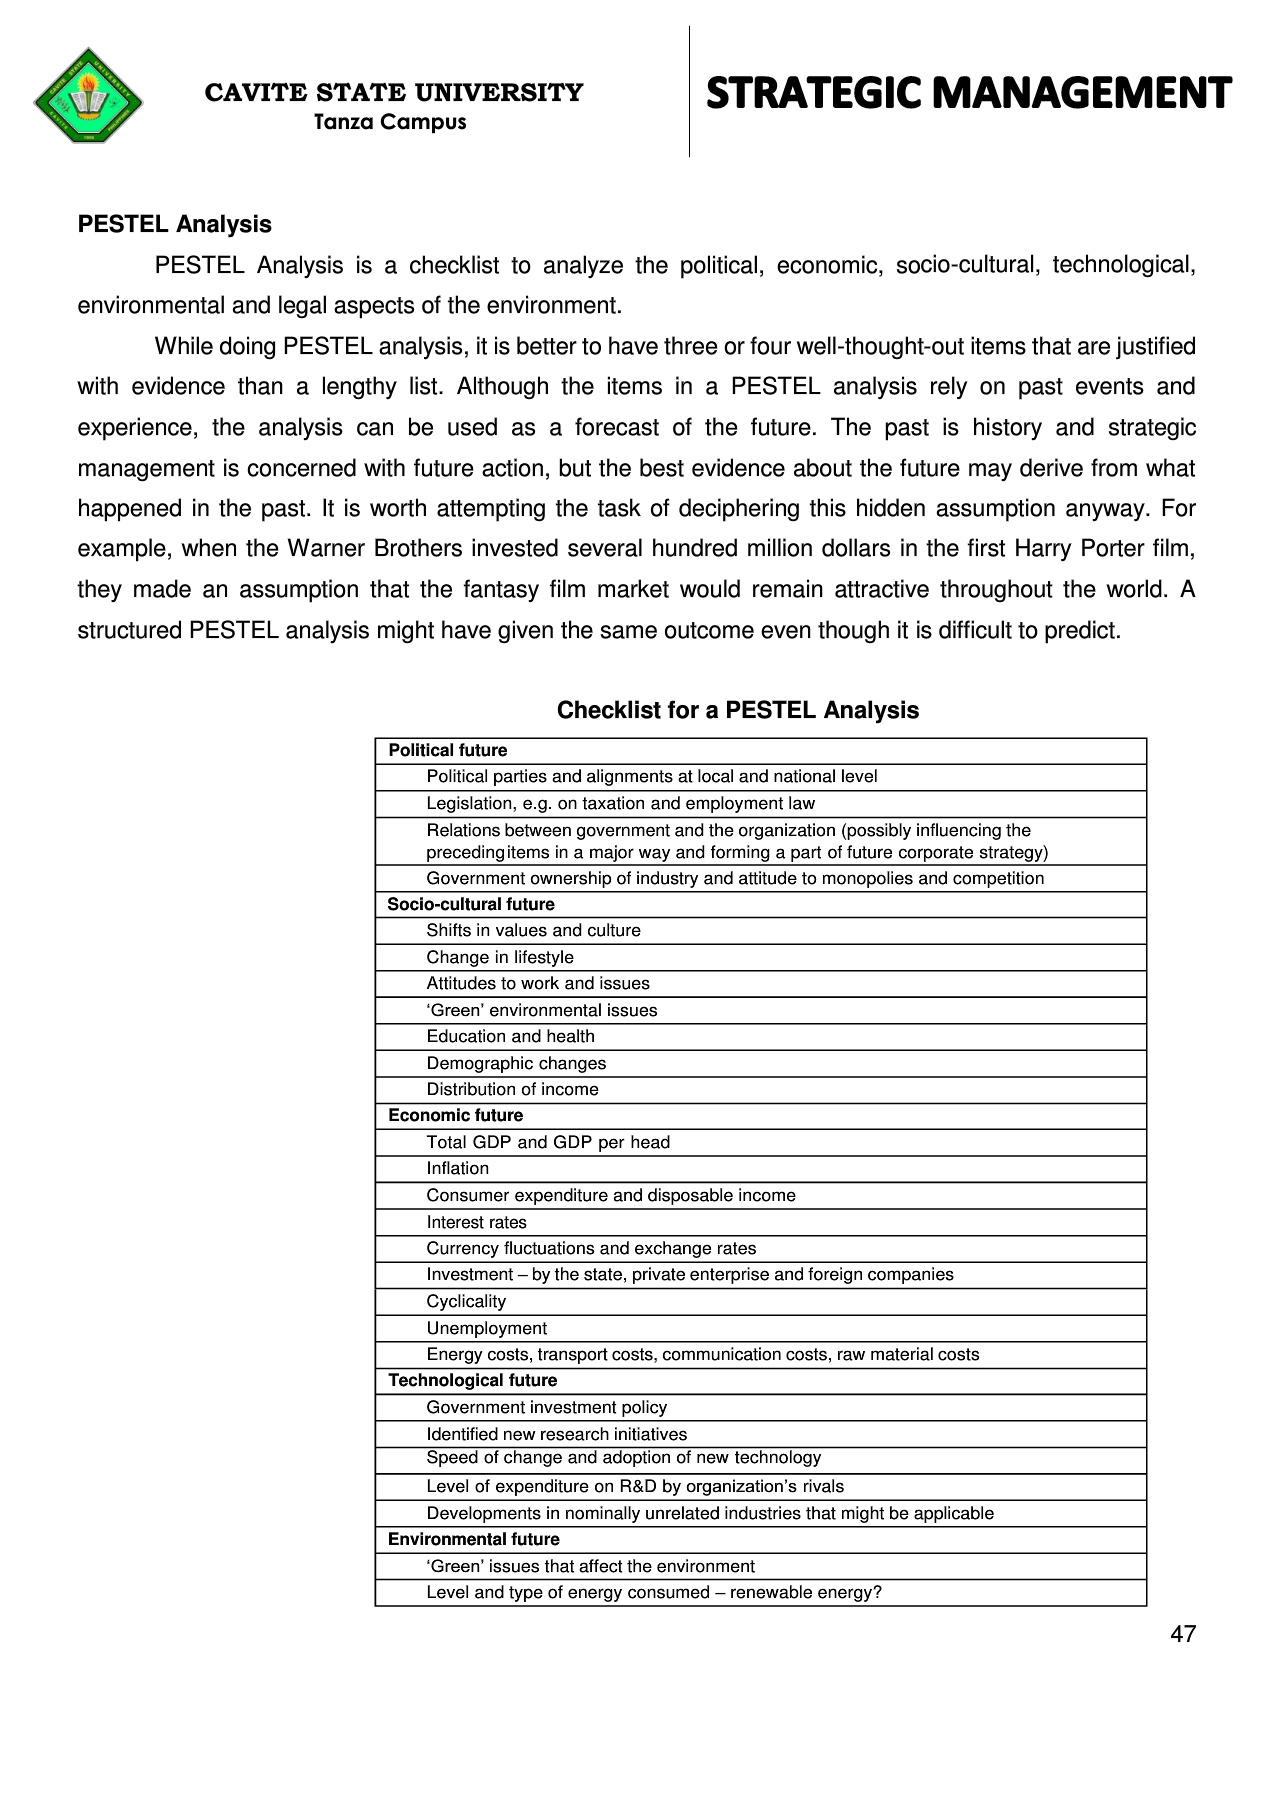 CAVITE STATE UNIVERSITY
Tanza Campus
STRATEGIC MANAGEMENT
PESTEL Analysis
PESTEL Analysis is a checklist to analyze the political, economic, socio-cultural, technological,
environmental and legal aspects of the environment.
While doing PESTEL analysis, it is better to have three or four well-thought-out items that are justified
with evidence than a lengthy list. Although the items in a PESTEL analysis rely on past events and
experience, the analysis can be used as a forecast of the future. The past is history and strategic
management is concerned with future action, but the best evidence about the future may derive from what
happened in the past. It is worth attempting the task of deciphering this hidden assumption anyway. For
example, when the Warner Brothers invested several hundred million dollars in the first Harry Porter film,
they made an assumption that the fantasy film market would remain attractive throughout the world. A
structured PESTEL analysis might have given the same outcome even though it is difficult to predict.
Checklist for a PESTEL Analysis
Political future
Political parties and alignments at local and national level
Legislation, e.g. on taxation and employment law
Relations between government and the organization (possibly influencing the
preceding items in a major way and forming a part of future corporate strategy)
Government ownership of industry and attitude to monopolies and competition
Socio-cultural future
Shifts in values and culture
Change in lifestyle
Attitudes to work and issues
‘Green’ environmental issues
Education and health
Demographic changes
Distribution of income
Economic future
Total GDP and GDP per head
Inflation
Consumer expenditure and disposable income
Interest rates
Currency fluctuations and exchange rates
Investment – by the state, private enterprise and foreign companies
Cyclicality
Unemployment
Energy costs, transport costs, communication costs, raw material costs
Technological future
Government investment policy
Identified new research initiatives
Speed of change and adoption of new technology
Level of expenditure on R&D by organization’s rivals
Developments in nominally unrelated industries that might be applicable
Environmental future
‘Green’ issues that affect the environment
Level and type of energy consumed – renewable energy?
47